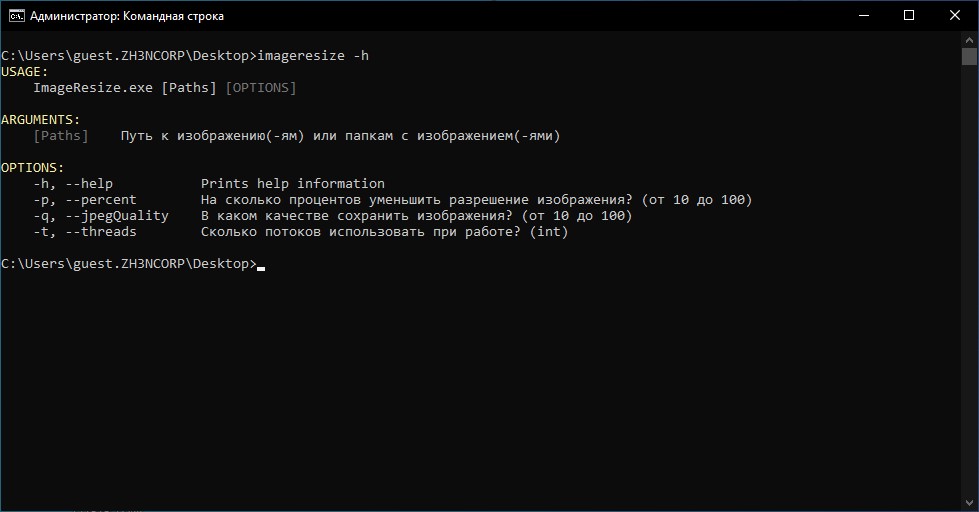 Администратор: Командная строка
C:\Users\guest.ZH3NCORP\Desktop>imageresize -h
USAGE:
    ImageResize.exe [Paths] [OPTIONS]
ARGUMENTS:
    [Paths]    Путь к изображению(-ям) или папкам с изображением(-ями)
OPTIONS:
    -h, --help           Prints help information
    -p, --percent        На сколько процентов уменьшить разрешение изображения? (от 10 до 100)
    -q, --jpegQuality    В каком качестве сохранить изображения? (от 10 до 100)
    -t, --threads        Сколько потоков использовать при работе? (int)
C:\Users\guest.ZH3NCORP\Desktop>